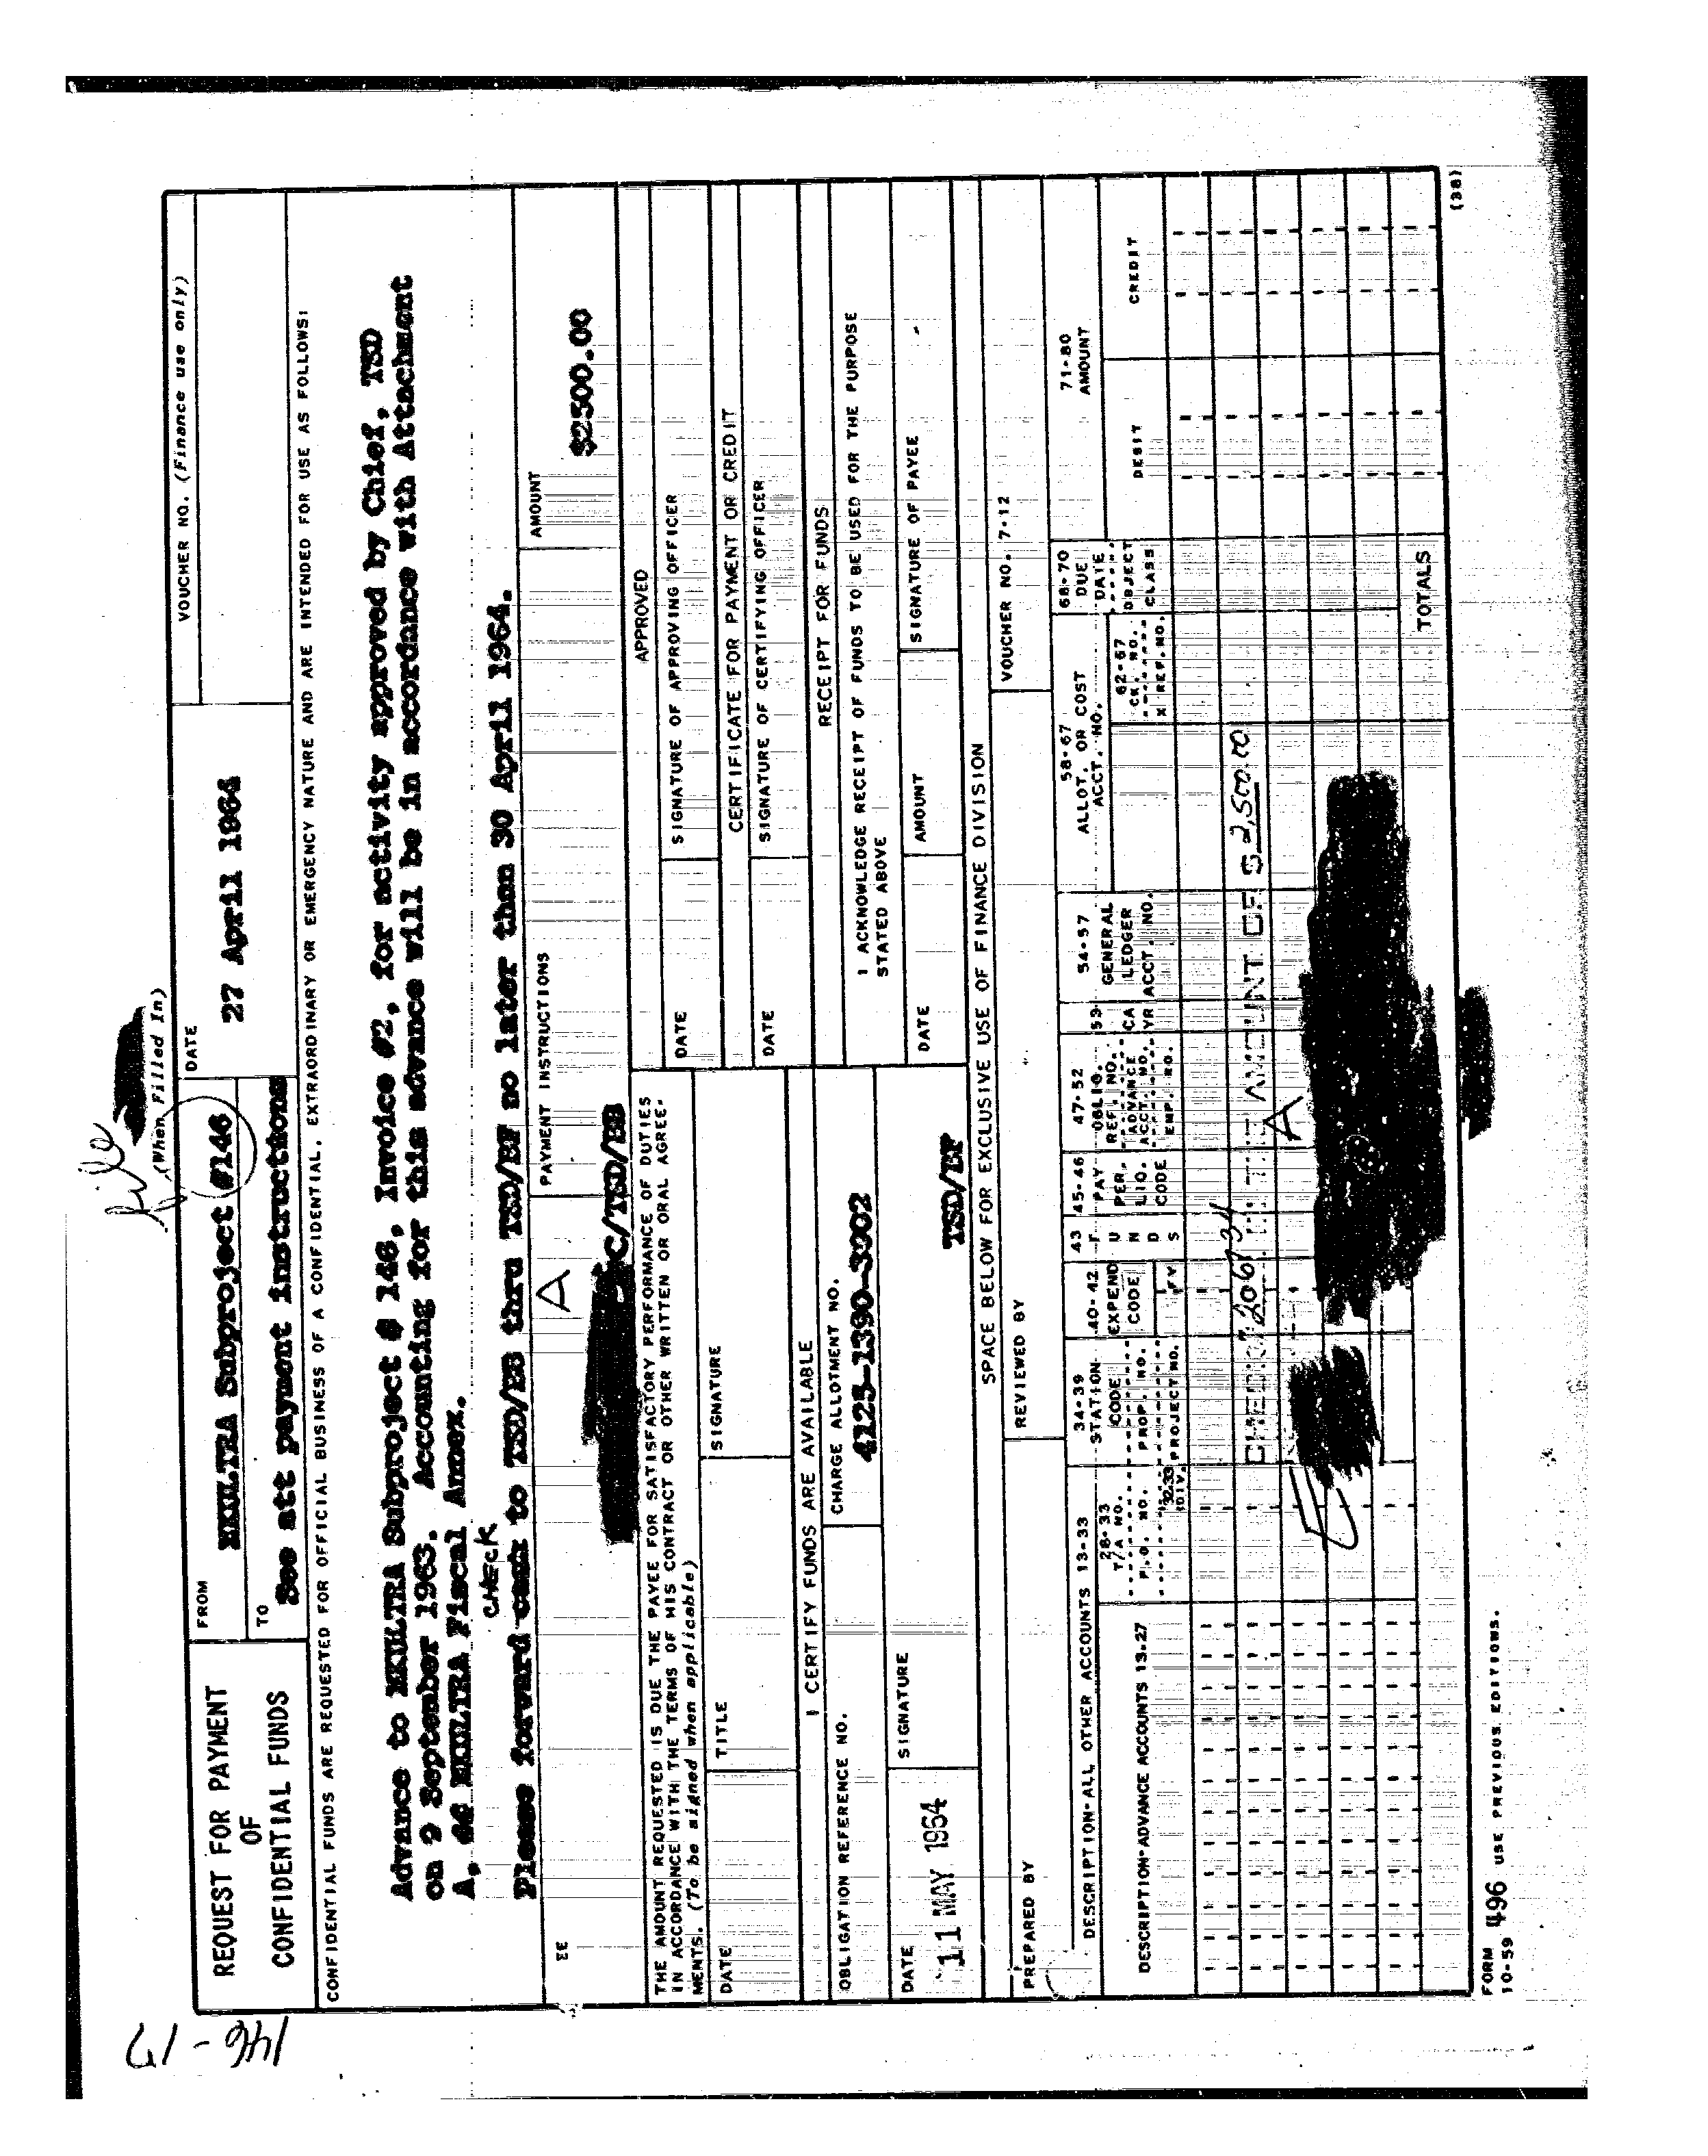 146-17
file
(When Filled In)
REQUEST FOR PAYMENT
OF
CONFIDENTIAL FUNDS
FROM
MKULTRA Subproject #146
TO
See att payment instructions
DATE
27 April 1964
VOUCHER NO. (Finance use only)
CONFIDENTIAL FUNDS ARE REQUESTED FOR OFFICIAL BUSINESS OF A CONFIDENTIAL, EXTRAORDINARY OR EMERGENCY NATURE AND ARE INTENDED FOR USE AS FOLLOWS:
Advance to MKULTRA Subproject # 146, Invoice #2, for activity approved by Chief, TSD
on 9 September 1963. Accounting for this advance will be in accordance with Attachment
A, MKULTRA Fiscal Annex.
CHECK
Please forward cash to TSD/BB thru TSD/BF no later then 30 April 1964.
EE
A
C/TSD/BB
PAYMENT INSTRUCTIONS
AMOUNT
$2500.00
THE AMOUNT REQUESTED IS DUE THE PAYEE FOR SATISFACTORY PERFORMANCE OF DUTIES
IN ACCORDANCE WITH THE TERMS OF HIS CONTRACT OR OTHER WRITTEN OR ORAL AGREE-
MENTS. (To be signed when applicable)
DATE
TITLE
SIGNATURE
APPROVED
DATE
SIGNATURE OF APPROVING OFFICER
CERTIFICATE FOR PAYMENT OR CREDIT
DATE
SIGNATURE OF CERTIFYING OFFICER
I CERTIFY FUNDS ARE AVAILABLE
OBLIGATION REFERENCE NO.
CHARGE ALLOTMENT NO.
4125-1390-3902
RECEIPT FOR FUNDS
I ACKNOWLEDGE RECEIPT OF FUNDS TO BE USED FOR THE PURPOSE
STATED ABOVE
DATE
11 MAY 1964
SIGNATURE
TSD/BF
DATE
AMOUNT
SIGNATURE OF PAYEE
SPACE BELOW FOR EXCLUSIVE USE OF FINANCE DIVISION
PREPARED BY
REVIEWED BY
VOUCHER NO. 7-12
DESCRIPTION-ALL OTHER ACCOUNTS 13-33
DESCRIPTION-ADVANCE ACCOUNTS 13-27
28-33
T/A NO.
P.O. NO.
32-33
DIV.
34-39
STATION
CODE
PROP. NO.
PROJECT NO.
40-42
EXPEND
CODE
FY
43
F
U
N
D
S
45-46
PAY
PER.
LIQ.
CODE
47-52
OBLIG.
REF. NO.
ADVANCE
ACCT. NO.
EMP. NO.
53
CA
YR
54-57
GENERAL
LEDGER
ACCT. NO.
58-67
ALLOT. OR COST
ACCT. NO.
62-67
CK. NO.
X REF. NO.
68-70
DUE
DATE
OBJECT
CLASS
71-80
AMOUNT
DEBIT
CREDIT
AMOUNT OF $ 2,500.00
A
TOTALS
FORM
10-59 496 USE PREVIOUS EDITIONS.
(38)